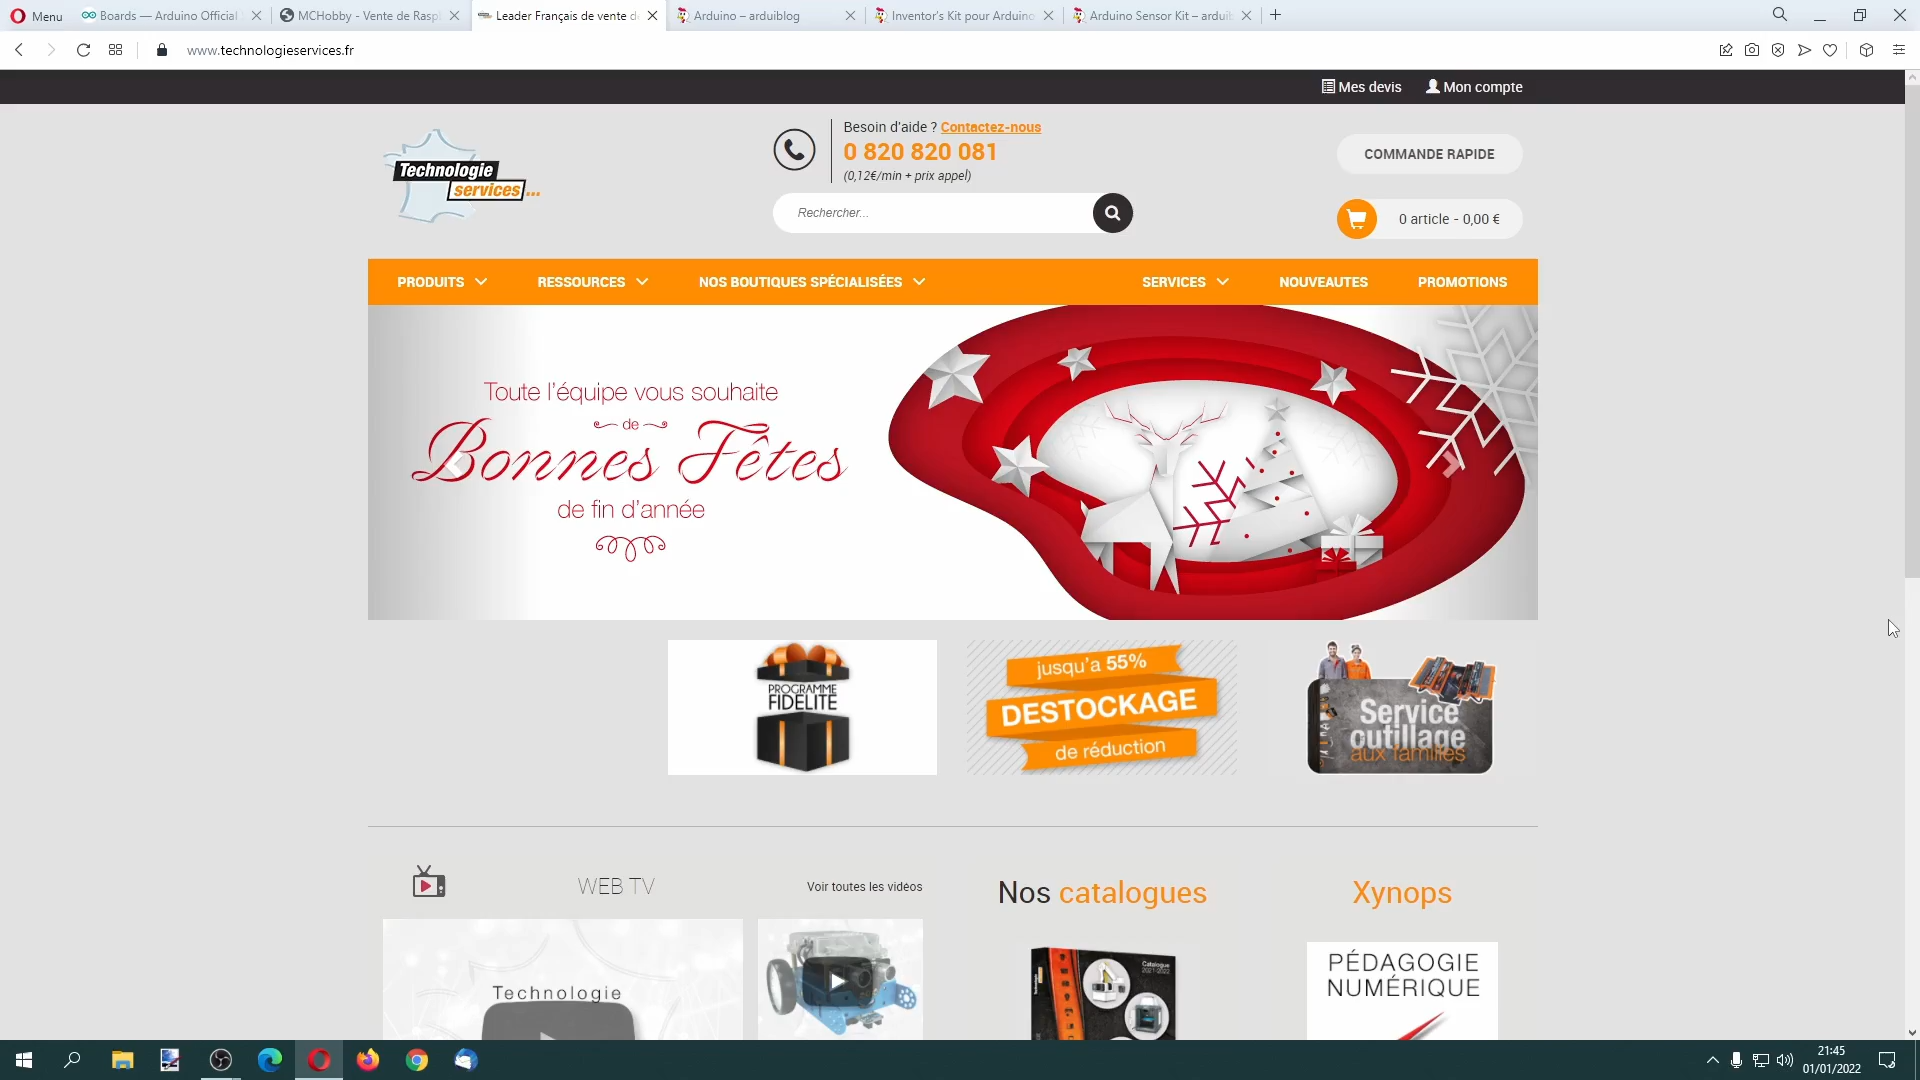 Menu
Boards — Arduino Official
MCHobby - Vente de Rasp
Leader Français de vente d
Arduino – arduiblog
Inventor's Kit pour Arduino
Arduino Sensor Kit – arduib
www.technologieservices.fr
Mes devis
Mon compte
Besoin d'aide ? Contactez-nous
0 820 820 081
(0,12€/min + prix appel)
COMMANDE RAPIDE
Technologie
services...
Rechercher...
0 article - 0,00 €
PRODUITS
RESSOURCES
NOS BOUTIQUES SPÉCIALISÉES
SERVICES
NOUVEAUTES
PROMOTIONS
Toute l'équipe vous souhaite
de
Bonnes Fêtes
de fin d'année
PROGRAMME
FIDELITE
jusqu'a 55%
DESTOCKAGE
de réduction
Service
outillage
aux familles
WEB TV
Voir toutes les vidéos
Nos catalogues
Xynops
Technologie
Catalogue
2021-2022
PÉDAGOGIE
NUMÉRIQUE
21:45
01/01/2022